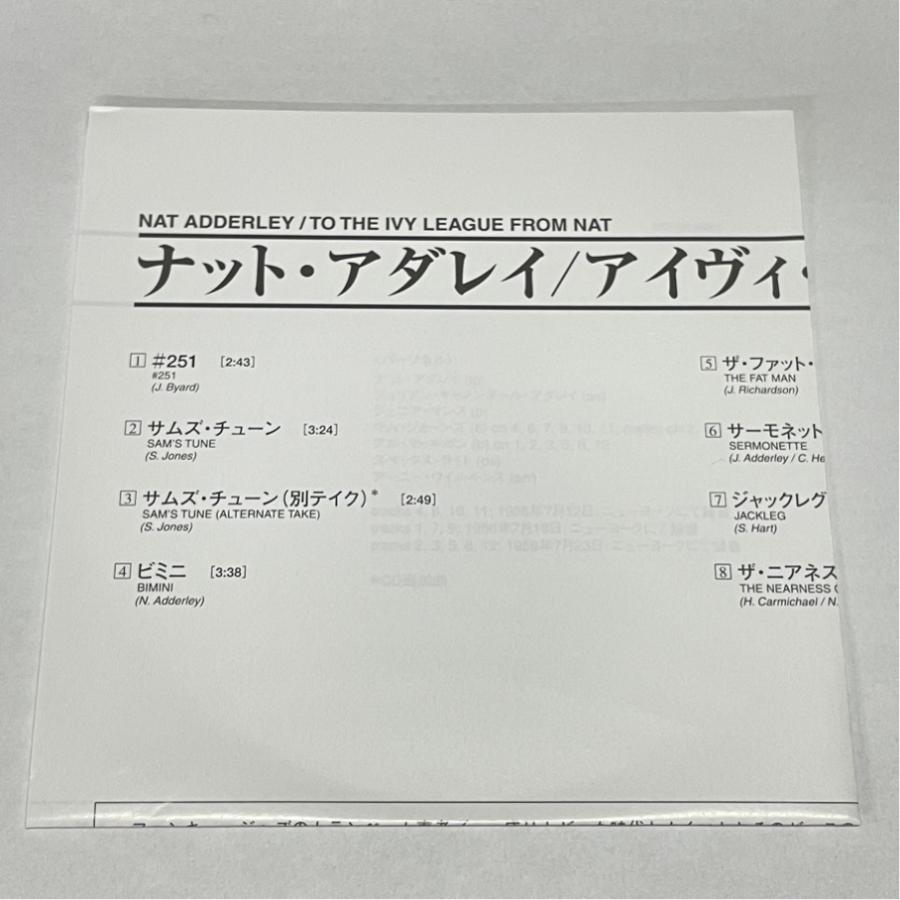 NAT ADDERLEY / TO THE IVY LEAGUE FROM NAT
ナット・アダレイ/アイヴィ・
1 #251 [2:43]
#251
(J. Byard)
2 サムズ・チューン [3:24]
SAM'S TUNE
(S. Jones)
3 サムズ・チューン(別テイク)* [2:49]
SAM'S TUNE (ALTERNATE TAKE)
(S. Jones)
4 ビミニ [3:38]
BIMINI
(N. Adderley)
5 ザ・ファット・
THE FAT MAN
(J. Richardson)
6 サーモネット
SERMONETTE
(J. Adderley / C. He
7 ジャックレグ
JACKLEG
(S. Hart)
8 ザ・ニアネス
THE NEARNESS
(H. Carmichael / N.